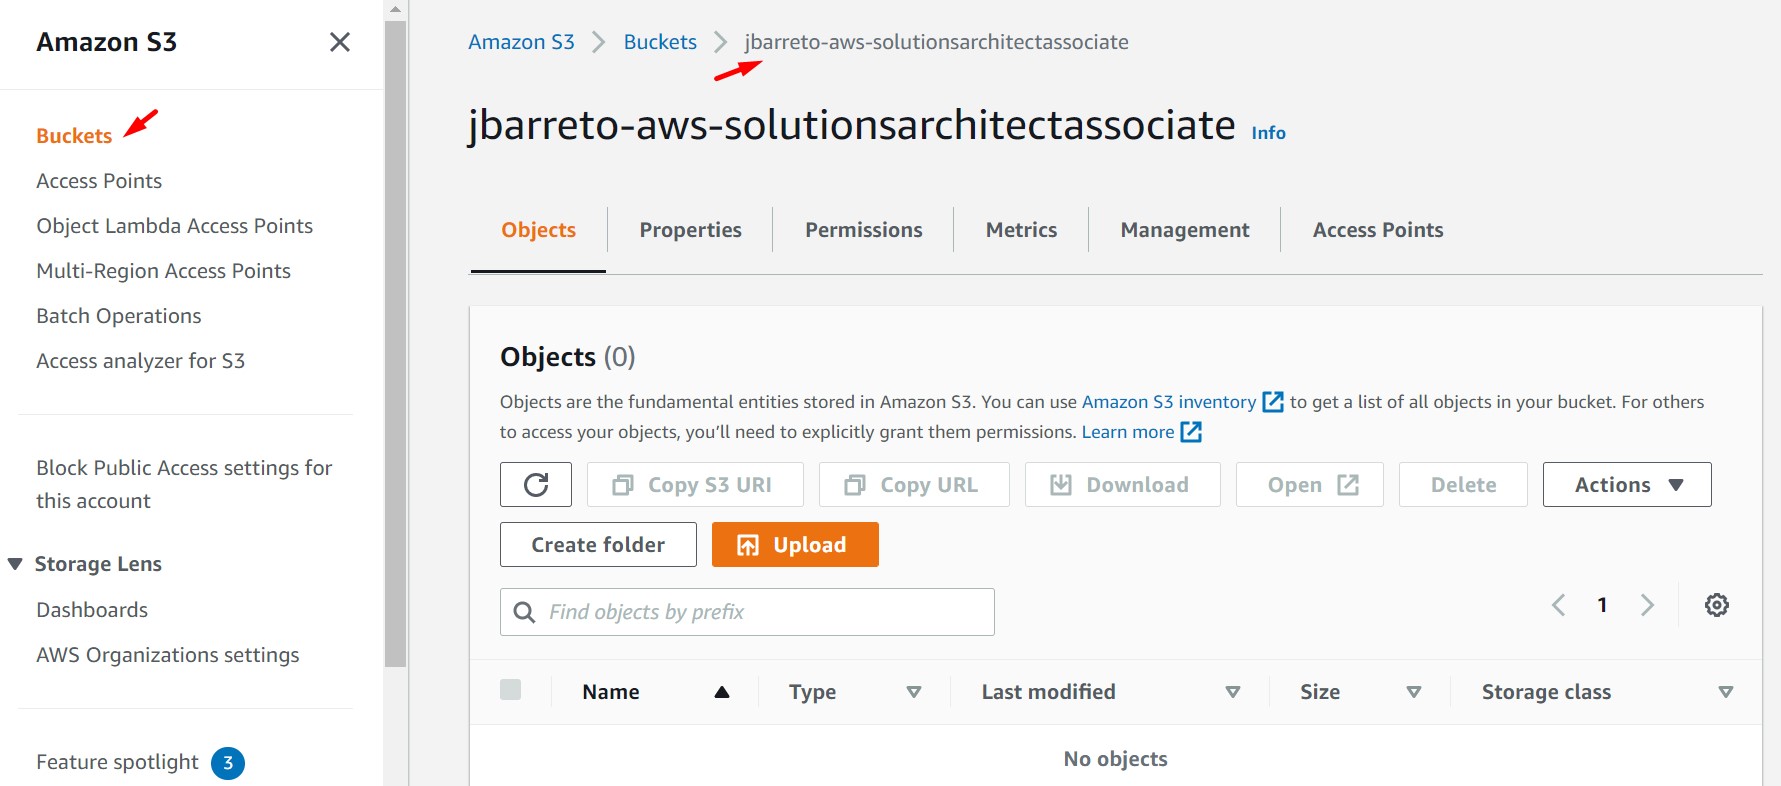 Amazon S3
Buckets
Access Points
Object Lambda Access Points
Multi-Region Access Points
Batch Operations
Access analyzer for S3
Block Public Access settings for
this account
Storage Lens
Dashboards
AWS Organizations settings
Feature spotlight 3
Amazon S3 Buckets jbarreto-aws-solutionsarchitectassociate
jbarreto-aws-solutionsarchitectassociate Info
Objects Properties Permissions Metrics Management Access Points
Objects (0)
Objects are the fundamental entities stored in Amazon S3. You can use Amazon S3 inventory to get a list of all objects in your bucket. For others
to access your objects, you’ll need to explicitly grant them permissions. Learn more
Copy S3 URI Copy URL Download Open Delete Actions
Create folder Upload
Find objects by prefix 1
Name Type Last modified Size Storage class
No objects